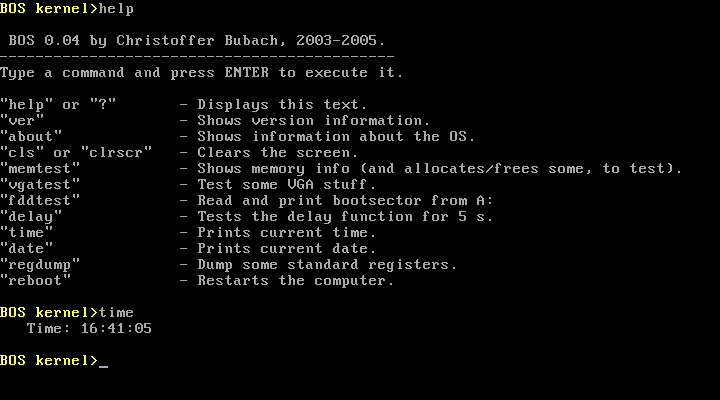 BOS kernel>help
BOS 0.04 by Christoffer Bubach, 2003-2005.
--------------------------------------------
Type a command and press ENTER to execute it.
"help" or "?" - Displays this text.
"ver" - Shows version information.
"about" - Shows information about the OS.
"cls" or "clrscr" - Clears the screen.
"memtest" - Shows memory info (and allocates/frees some, to test).
"vgatest" - Test some VGA stuff.
"fddtest" - Read and print bootsector from A:
"delay" - Tests the delay function for 5 s.
"time" - Prints current time.
"date" - Prints current date.
"regdump" - Dump some standard registers.
"reboot" - Restarts the computer.
BOS kernel>time
Time: 16:41:05
BOS kernel>_